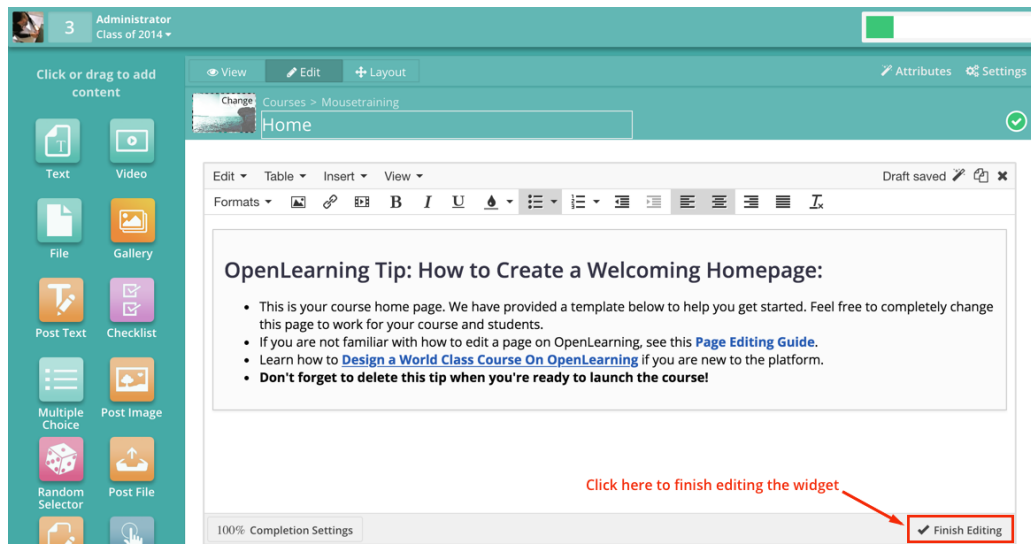 3
Administrator
Class of 2014
Click or drag to add
content
View
Edit
Layout
Attributes
Settings
Change
Courses > Mousetraining
Home
Text
Video
File
Gallery
Post Text
Checklist
Multiple
Choice
Post Image
Random
Selector
Post File
Edit
Table
Insert
View
Draft saved
Formats
B I U
OpenLearning Tip: How to Create a Welcoming Homepage:
• This is your course home page. We have provided a template below to help you get started. Feel free to completely change
this page to work for your course and students.
• If you are not familiar with how to edit a page on OpenLearning, see this Page Editing Guide.
• Learn how to Design a World Class Course On OpenLearning if you are new to the platform.
• Don't forget to delete this tip when you're ready to launch the course!
Click here to finish editing the widget
100% Completion Settings
Finish Editing